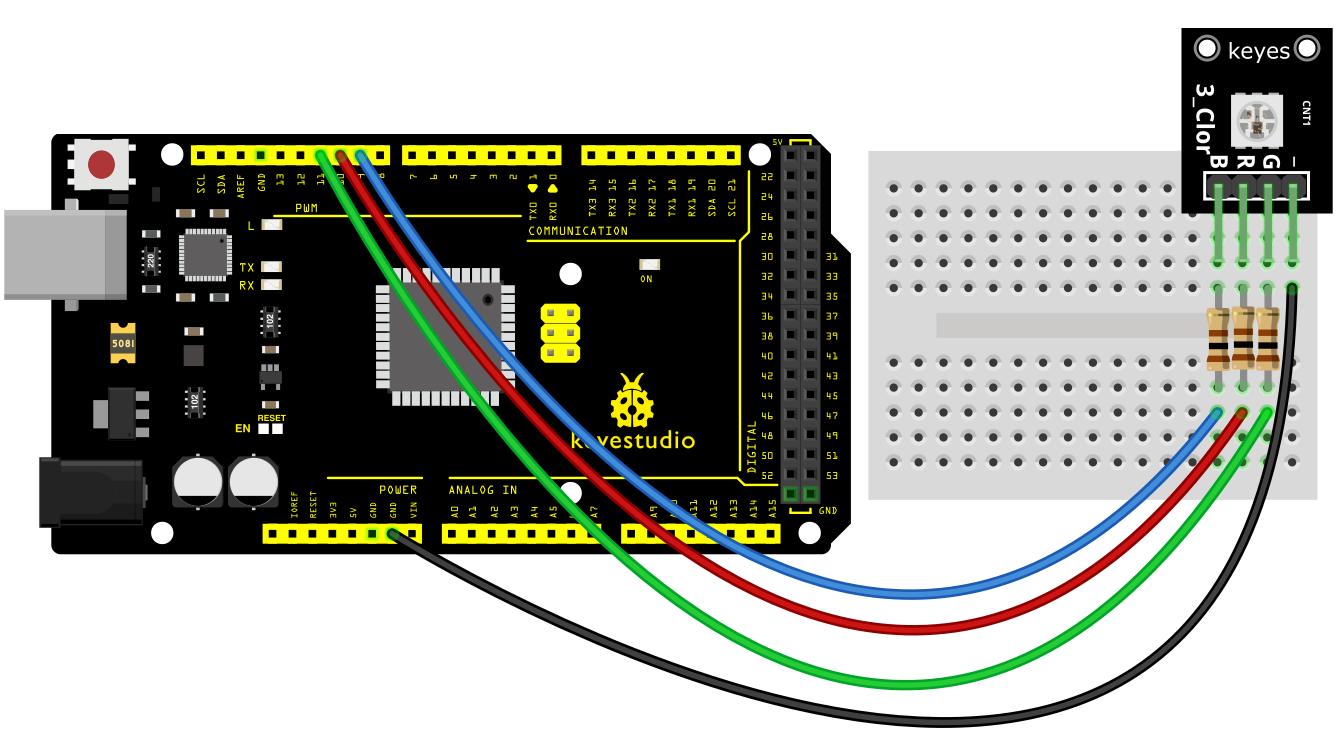 keyes
CNT1
3_Clor
B R G -
5V
SCL SDA AREF GND 13 12 11 10 9 8 7 6 5 4 3 2 TX0 1 RX0 0 TX3 14 RX3 15 TX2 16 RX2 17 TX1 18 RX1 19 SDA 20 SCL 21
22
24
PWM
26
L
COMMUNICATION
28
220
30 31
TX
32 33
RX
ON
34 35
102
36 37
508I
38 39
40 41
42 43
102
44 45
RESET
46 47
EN
keyestudio
48 49
DIGITAL
50 51
52 53
POWER
ANALOG IN
IOREF RESET 3V3 5V GND GND VIN A0 A1 A2 A3 A4 A5 A7 A9 A11 A12 A13 A14 A15
GND